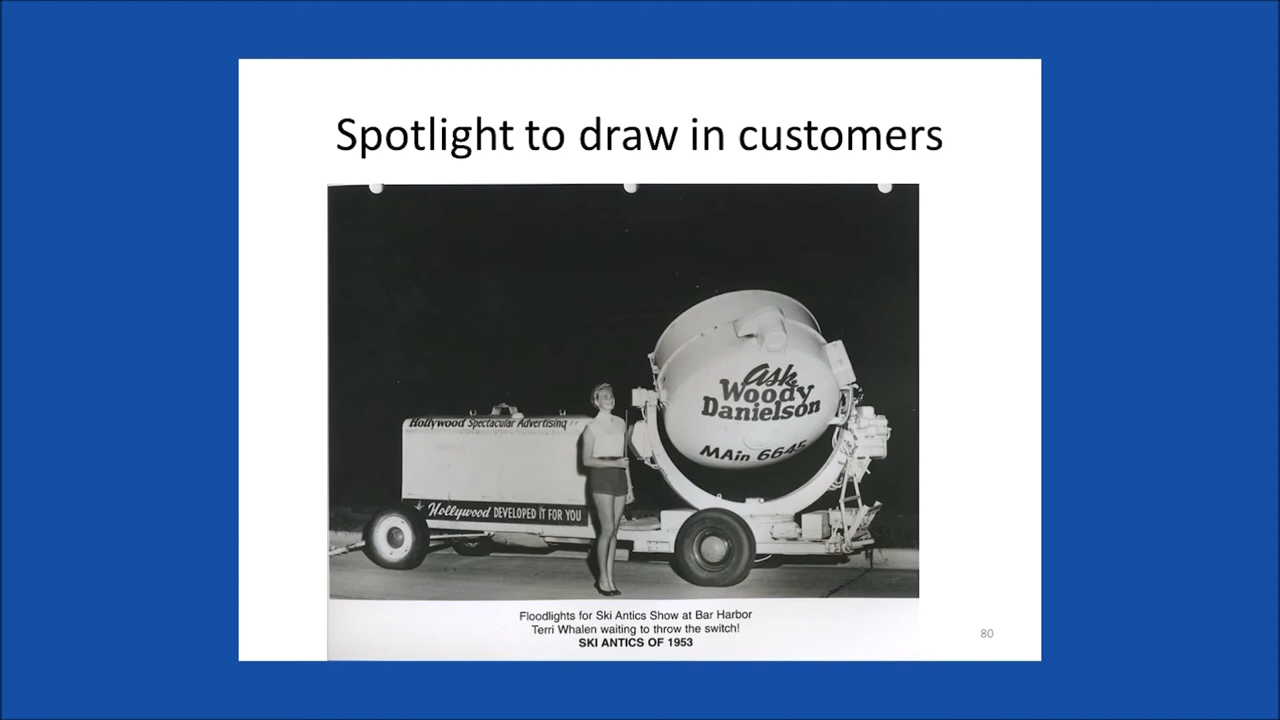 Spotlight to draw in customers
Ask
Woody
Danielson
MAin 6645
Hollywood Spectacular Advertising
Hollywood DEVELOPED IT FOR YOU
Floodlights for Ski Antics Show at Bar Harbor
Terri Whalen waiting to throw the switch!
SKI ANTICS OF 1953
80